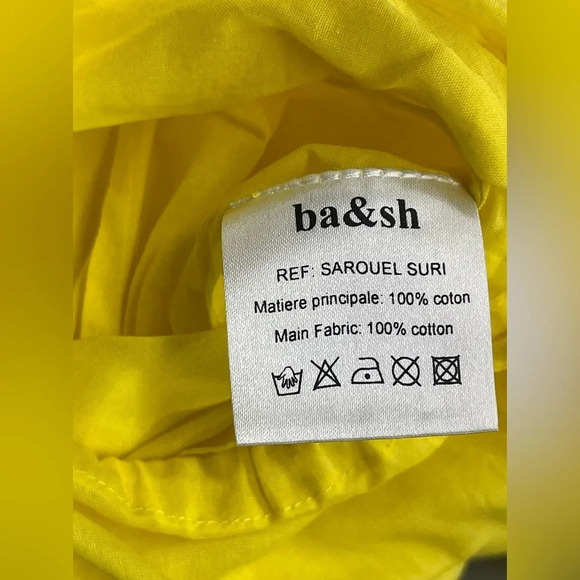 ba&sh
REF: SAROUEL SURI
Matiere principale: 100% coton
Main Fabric: 100% cotton